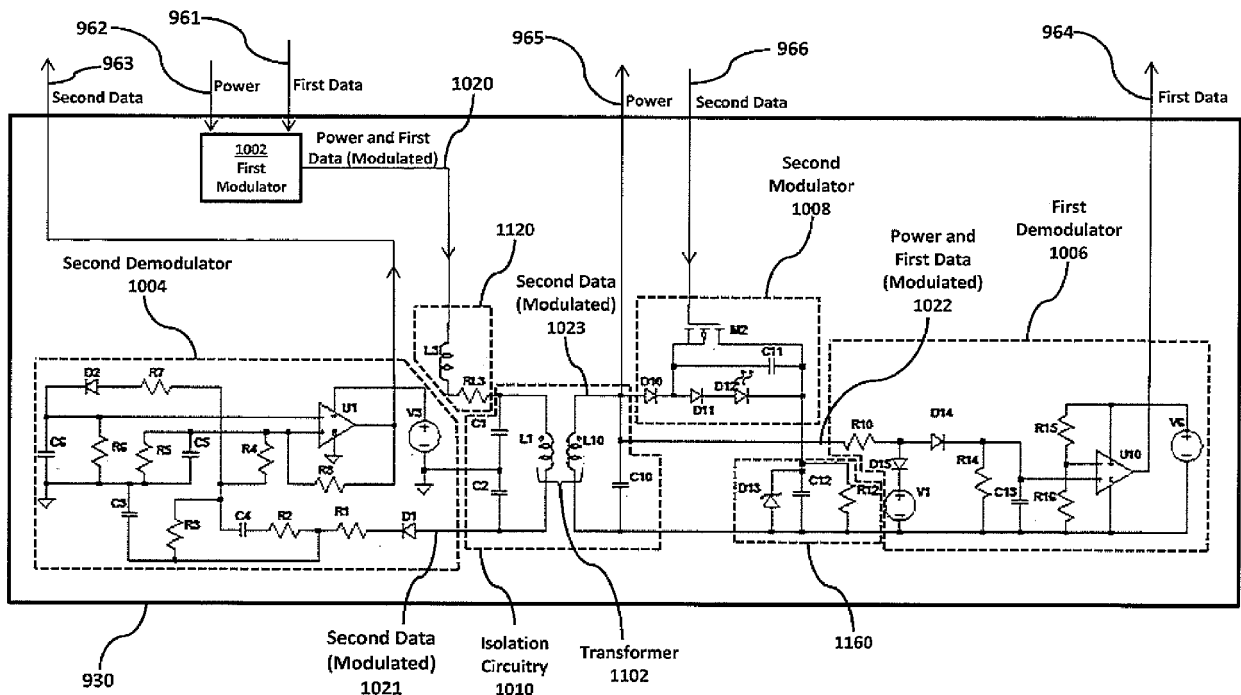 961
962
963
965
966
964
Second Data
Power
First Data
Power
Second Data
First Data
1020
1002
First
Modulator
Power and First
Data (Modulated)
Second
Modulator
1008
First
Demodulator
1006
1120
Power and
First Data
(Modulated)
1022
Second Demodulator
1004
Second Data
(Modulated)
1023
M2
L3
C11
D2
R7
RL3
D10
D11
D12
U1
V3
C1
L1
L10
R10
D14
R15
V6
C6
R6
R5
C5
R4
R8
D15
R14
U10
C2
C10
D13
C12
R12
V1
C13
R16
C3
R3
C4
R2
R1
D1
Second Data
(Modulated)
1021
Isolation
Circuitry
1010
Transformer
1102
1160
930